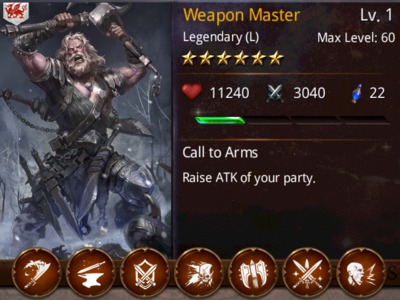 Weapon Master Lv. 1
Legendary (L) Max Level: 60
11240 3040 22
Call to Arms
Raise ATK of your party.